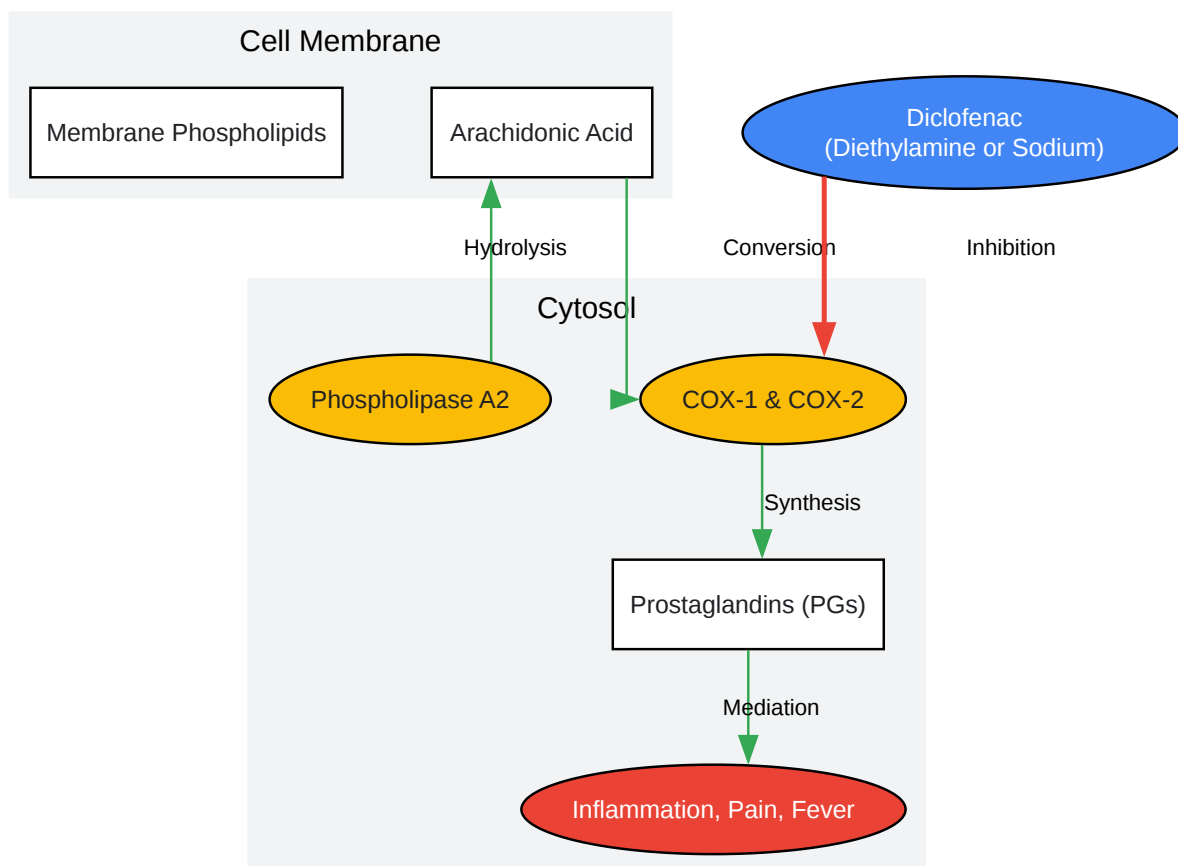 Cell Membrane
Membrane Phospholipids
Arachidonic Acid
Diclofenac
(Diethylamine or Sodium)
Hydrolysis
Conversion
Inhibition
Cytosol
Phospholipase A2
COX-1 & COX-2
Synthesis
Prostaglandins (PGs)
Mediation
Inflammation, Pain, Fever